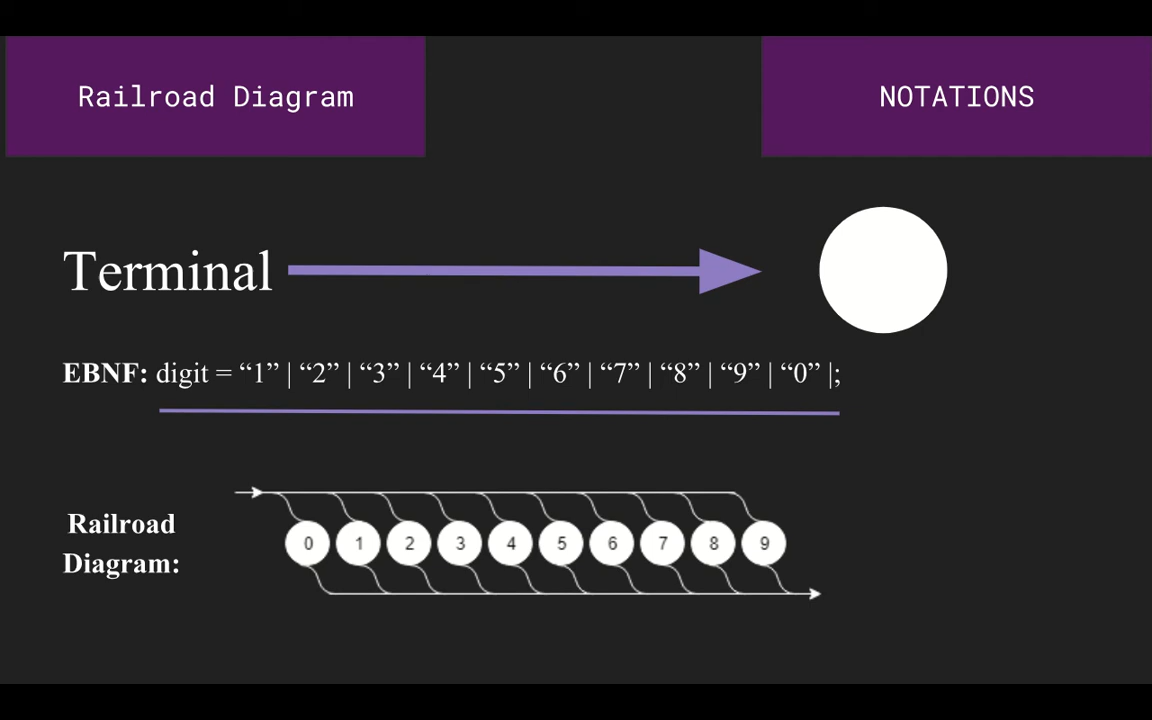 Railroad Diagram
NOTATIONS
Terminal
EBNF: digit = “1” | “2” | “3” | “4” | “5” | “6” | “7” | “8” | “9” | “0” |;
Railroad
Diagram:
0 1 2 3 4 5 6 7 8 9